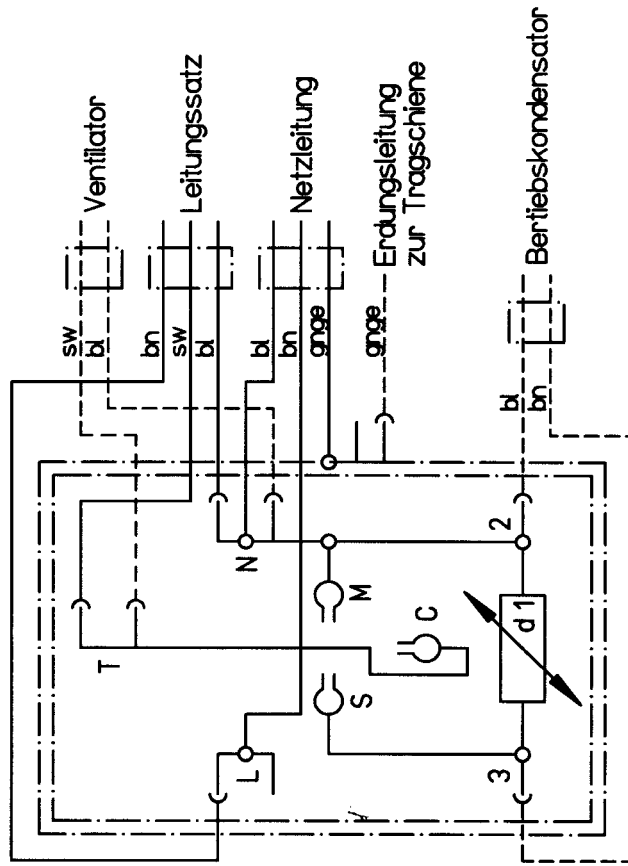 Ventilator
Leitungssatz
Netzleitung
Erdungsleitung
zur Tragschiene
Bertiebskondensator
sw
bl
bn
sw
bl
bl
bn
gnge
gnge
bl
bn
T
N
L
M
S
C
2
d1
3